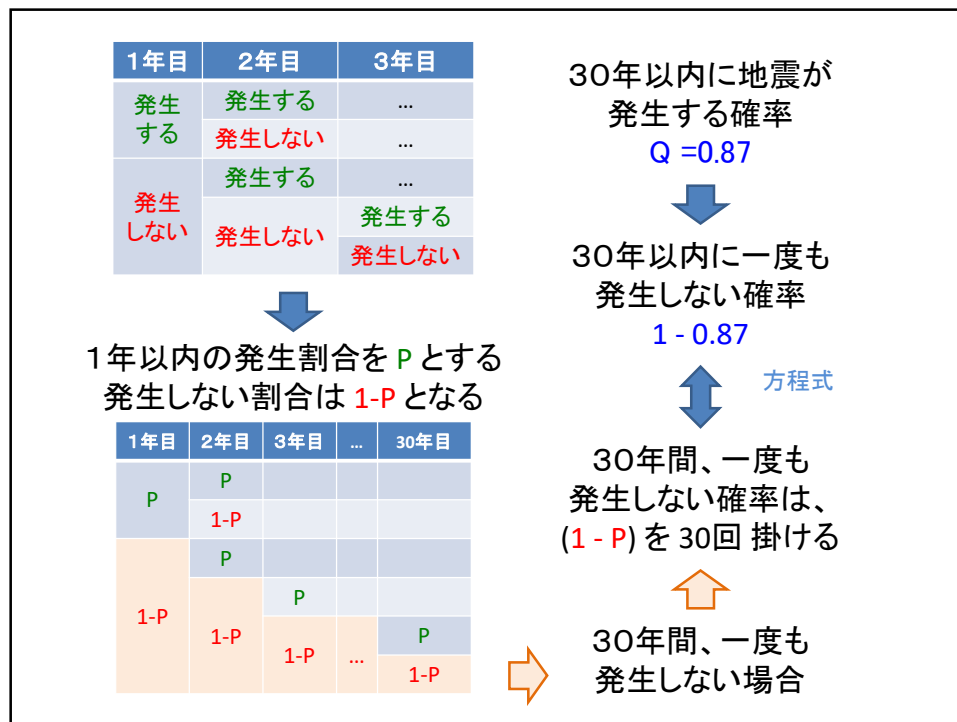 1年目 2年目 3年目
発生
する
発生する ...
発生しない ...
発生
しない
発生する ...
発生しない
発生する
発生しない
1年以内の発生割合を P とする
発生しない割合は 1-P となる
1年目 2年目 3年目 ... 30年目
P
P
1-P
1-P
P
1-P
P
1-P
...
P
1-P
30年以内に地震が
発生する確率
Q =0.87
30年以内に一度も
発生しない確率
1 - 0.87
方程式
30年間、一度も
発生しない確率は、
(1 - P) を 30回 掛ける
30年間、一度も
発生しない場合